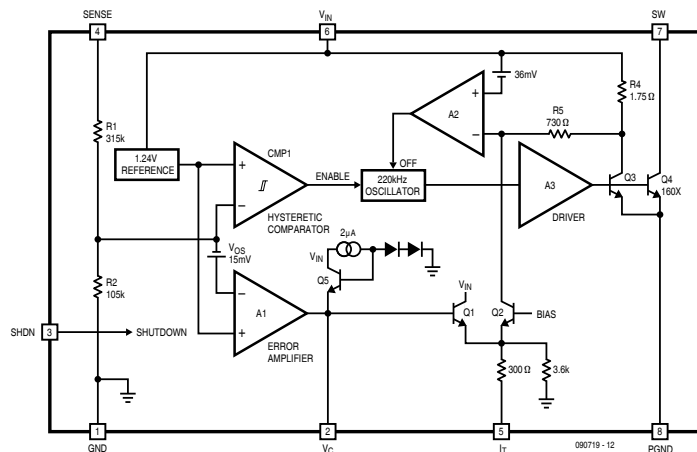 SENSE
VIN
SW
4
6
7
36mV
R4
1.75 Ω
R1
315k
A2
R5
730 Ω
1.24V
REFERENCE
CMP1
ENABLE
OFF
220kHz
OSCILLATOR
A3
Q3
Q4
160X
HYSTERETIC
COMPARATOR
DRIVER
VOS
15mV
2µA
VIN
R2
105k
Q5
VIN
A1
Q1
Q2
BIAS
SHDN
3
SHUTDOWN
ERROR
AMPLIFIER
300 Ω
3.6k
1
2
5
8
GND
VC
IT
090719 - 12
PGND